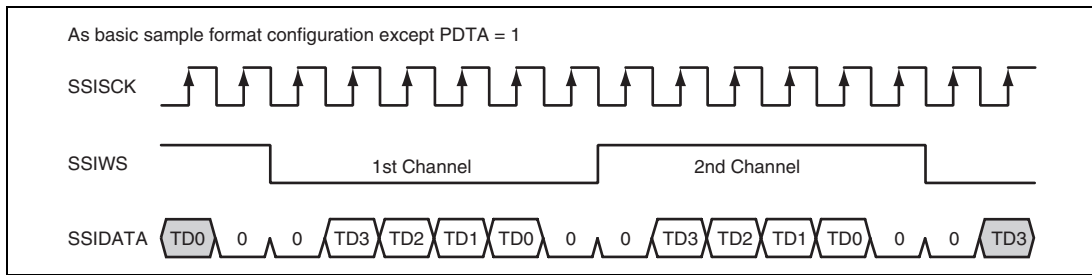 As basic sample format configuration except PDTA = 1
SSISCK
SSIWS 1st Channel 2nd Channel
SSIDATA TD0 0 0 TD3 TD2 TD1 TD0 0 0 TD3 TD2 TD1 TD0 0 0 TD3